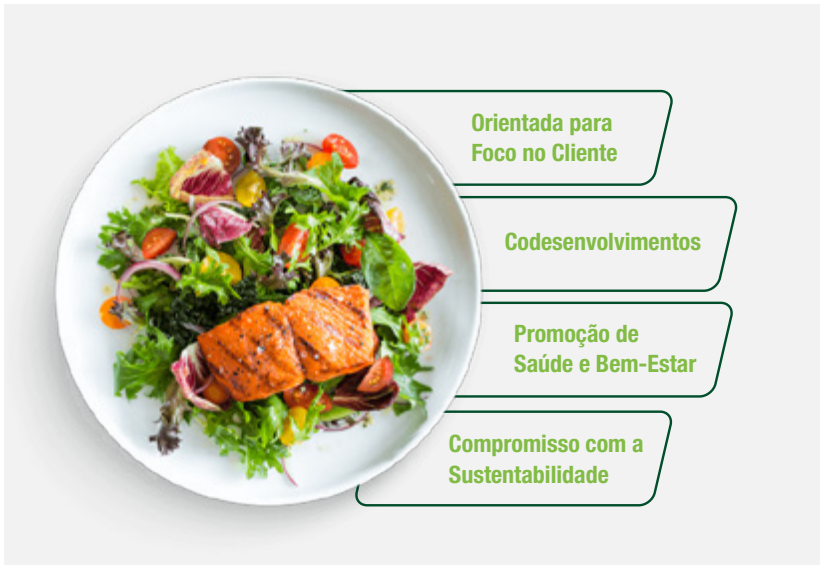 Orientada para
Foco no Cliente
Codesenvolvimentos
Promoção de
Saúde e Bem-Estar
Compromisso com a
Sustentabilidade